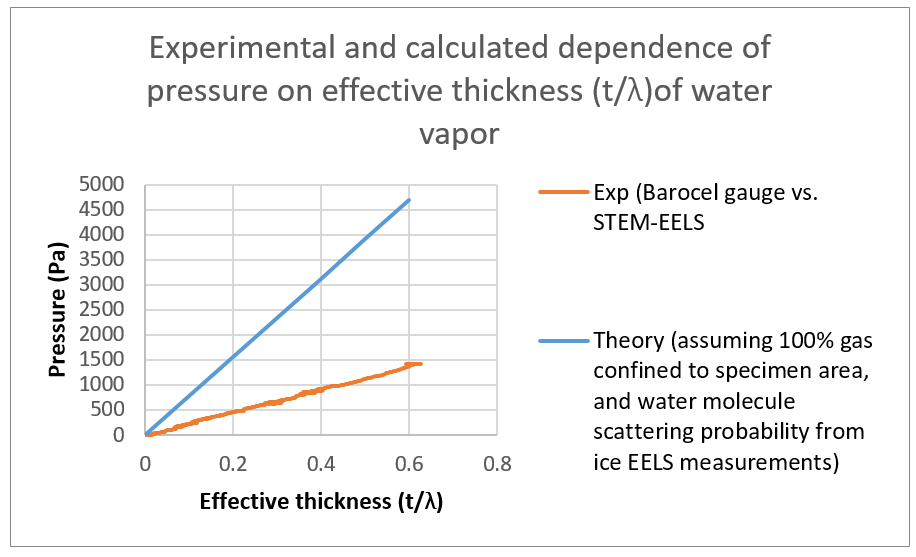 Experimental and calculated dependence of
pressure on effective thickness (t/λ)of water
vapor
5000
4500
4000
3500
3000
2500
2000
1500
1000
500
0
Pressure (Pa)
0
0.2
0.4
0.6
0.8
Effective thickness (t/λ)
Exp (Barocel gauge vs.
STEM-EELS
Theory (assuming 100% gas
confined to specimen area,
and water molecule
scattering probability from
ice EELS measurements)